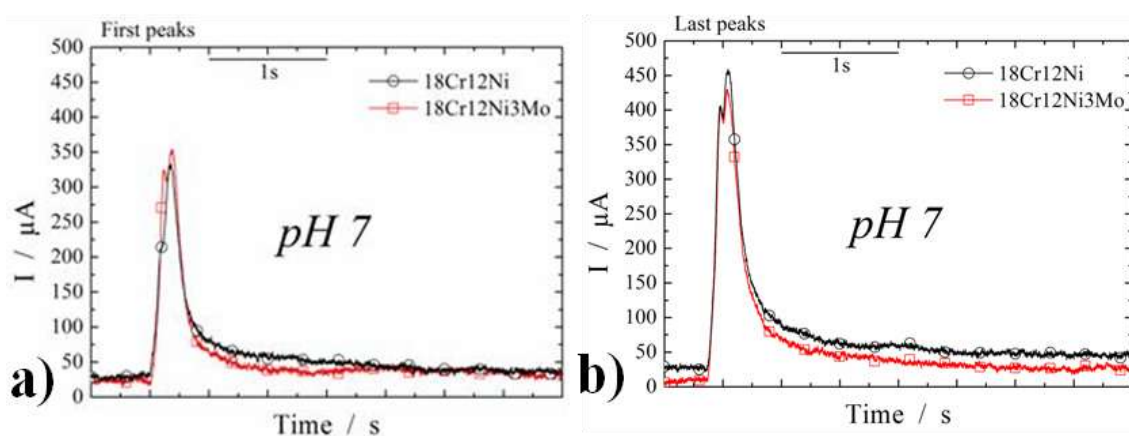 First peaks
500
450
400
350
300
250
200
150
100
50
0
I / μA
1s
18Cr12Ni
18Cr12Ni3Mo
pH 7
Time / s
a)
Last peaks
500
450
400
350
300
250
200
150
100
50
0
I / μA
1s
18Cr12Ni
18Cr12Ni3Mo
pH 7
Time / s
b)